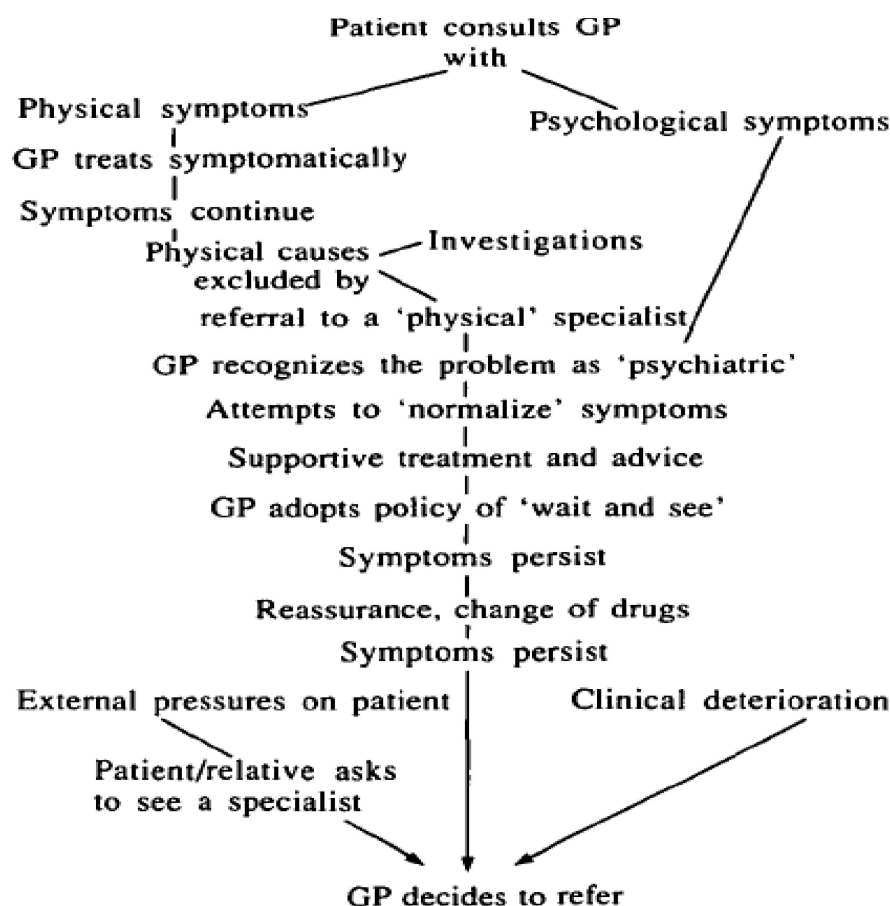 Patient consults GP
with
Physical symptoms
Psychological symptoms
GP treats symptomatically
Symptoms continue
Physical causes
Investigations
excluded by
referral to a ‘physical’ specialist
GP recognizes the problem as ‘psychiatric’
Attempts to ‘normalize’ symptoms
Supportive treatment and advice
GP adopts policy of ‘wait and see’
Symptoms persist
Reassurance, change of drugs
Symptoms persist
External pressures on patient
Clinical deterioration
Patient/relative asks
to see a specialist
GP decides to refer